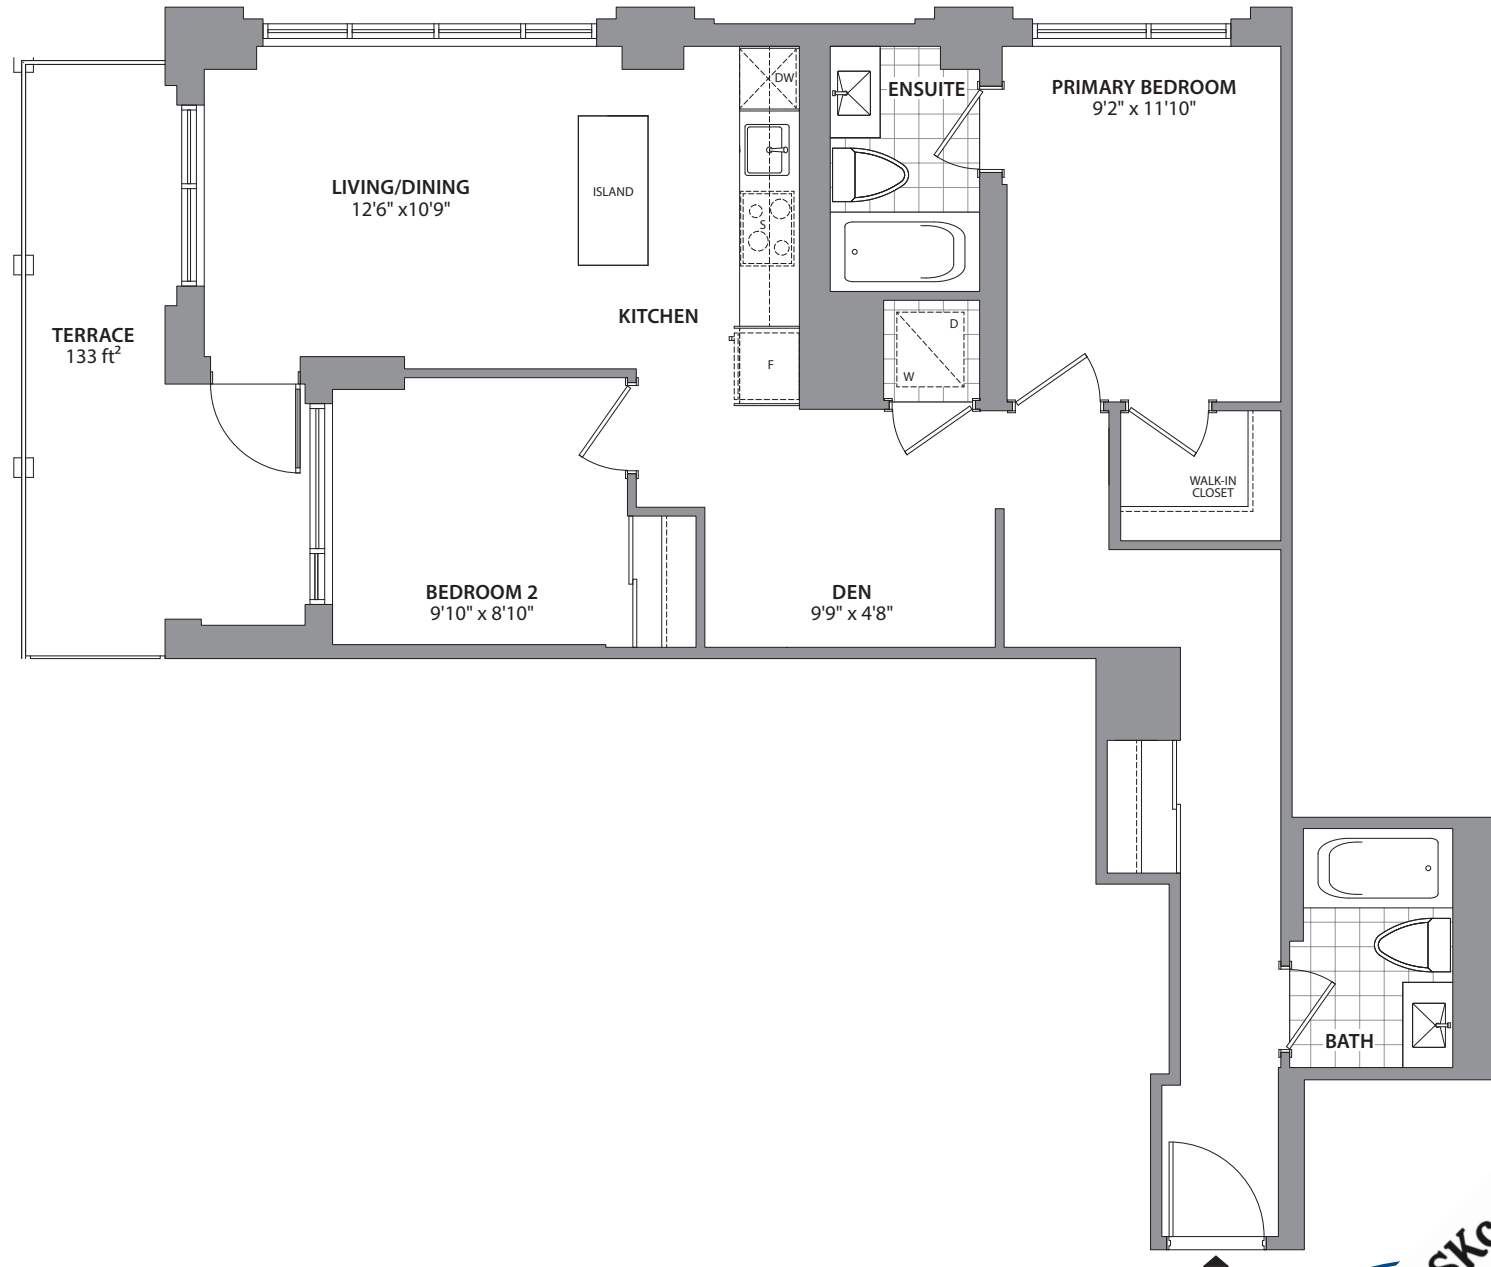 DW
ENSUITE
PRIMARY BEDROOM
9'2" x 11'10"
LIVING/DINING
12'6" x10'9"
ISLAND
S
KITCHEN
TERRACE
133 ft²
D
W
F
WALK-IN
CLOSET
BEDROOM 2
9'10" x 8'10"
DEN
9'9" x 4'8"
BATH